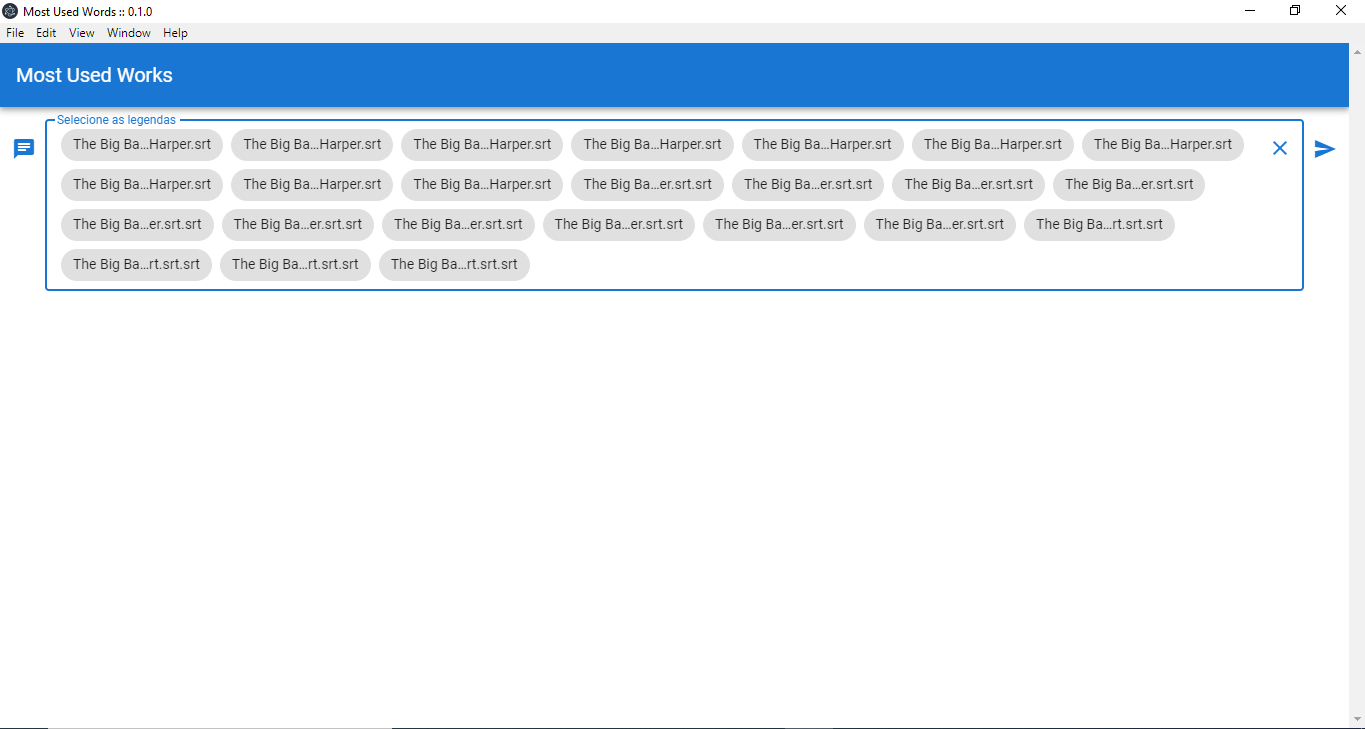 Most Used Words :: 0.1.0
File Edit View Window Help
Most Used Works
Selecione as legendas
The Big Ba...Harper.srt The Big Ba...Harper.srt The Big Ba...Harper.srt The Big Ba...Harper.srt The Big Ba...Harper.srt The Big Ba...Harper.srt The Big Ba...Harper.srt
The Big Ba...Harper.srt The Big Ba...Harper.srt The Big Ba...Harper.srt The Big Ba...er.srt.srt The Big Ba...er.srt.srt The Big Ba...er.srt.srt The Big Ba...er.srt.srt
The Big Ba...er.srt.srt The Big Ba...er.srt.srt The Big Ba...er.srt.srt The Big Ba...er.srt.srt The Big Ba...er.srt.srt The Big Ba...er.srt.srt The Big Ba...rt.srt.srt
The Big Ba...rt.srt.srt The Big Ba...rt.srt.srt The Big Ba...rt.srt.srt